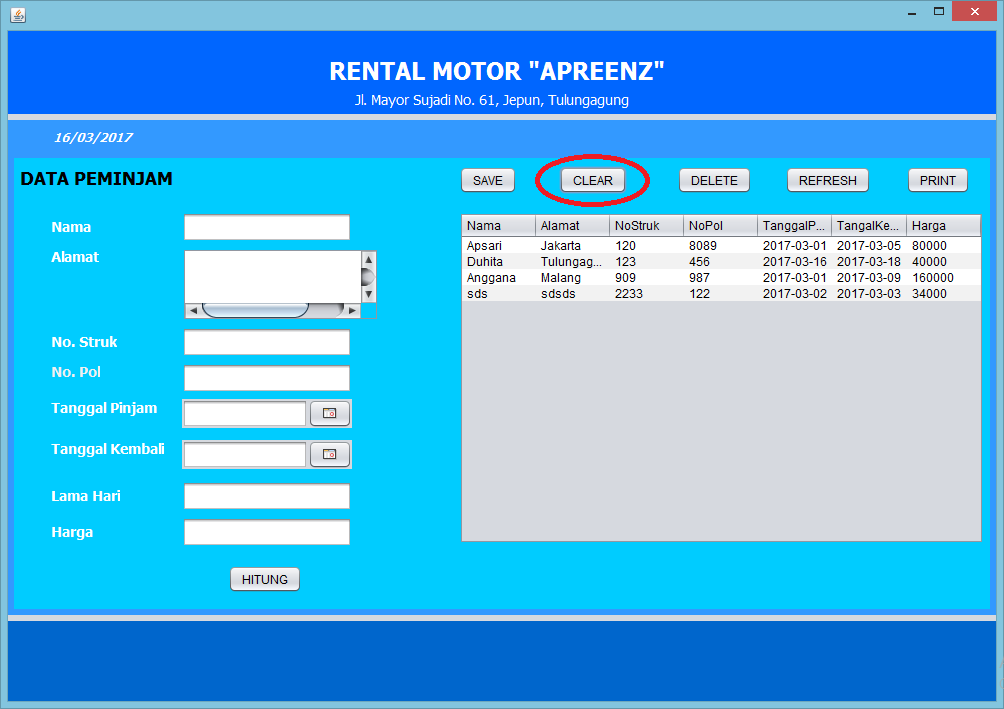 RENTAL MOTOR "APREENZ"
Jl. Mayor Sujadi No. 61, Jepun, Tulungagung
16/03/2017
DATA PEMINJAM
SAVE CLEAR DELETE REFRESH PRINT
Nama
Alamat
No. Struk
No. Pol
Tanggal Pinjam
Tanggal Kembali
Lama Hari
Harga
HITUNG
Nama Alamat NoStruk NoPol TanggalP... TangalKe... Harga
Apsari Jakarta 120 8089 2017-03-01 2017-03-05 80000
Duhita Tulungag... 123 456 2017-03-16 2017-03-18 40000
Anggana Malang 909 987 2017-03-01 2017-03-09 160000
sds sdsds 2233 122 2017-03-02 2017-03-03 34000